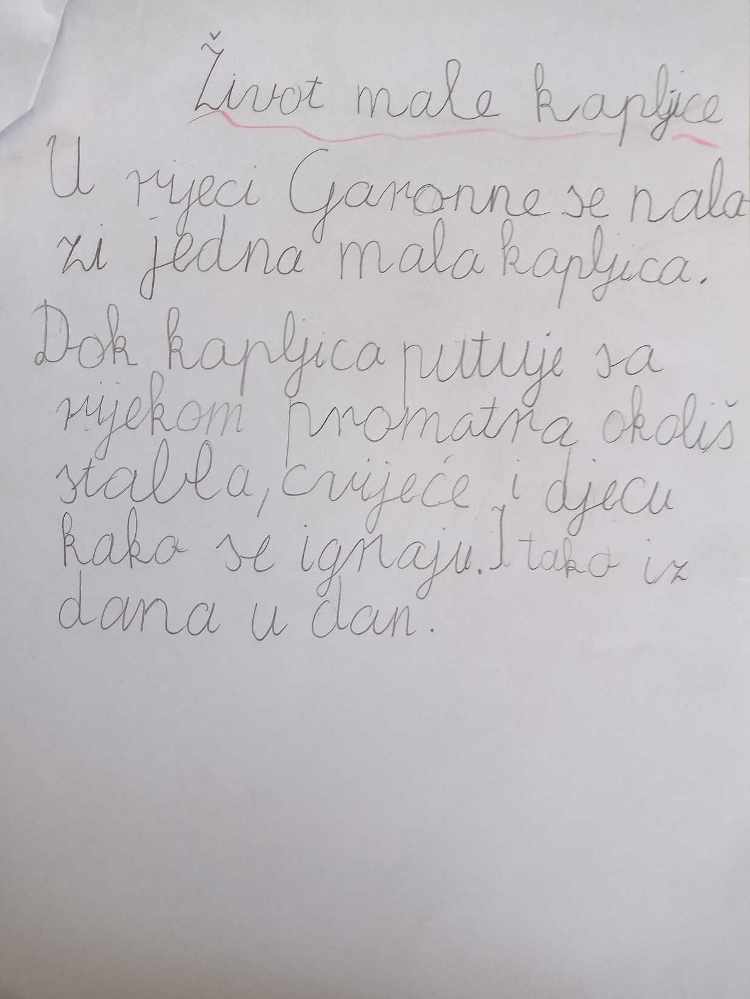 Život male kapljice
U rijeci Garonne se nala
zi jedna mala kapljica.
Dok kapljica putuje sa
rijekom promatra okoliš
stabla, cvijeće i djecu
kako se igraju. I tako iz
dana u dan.